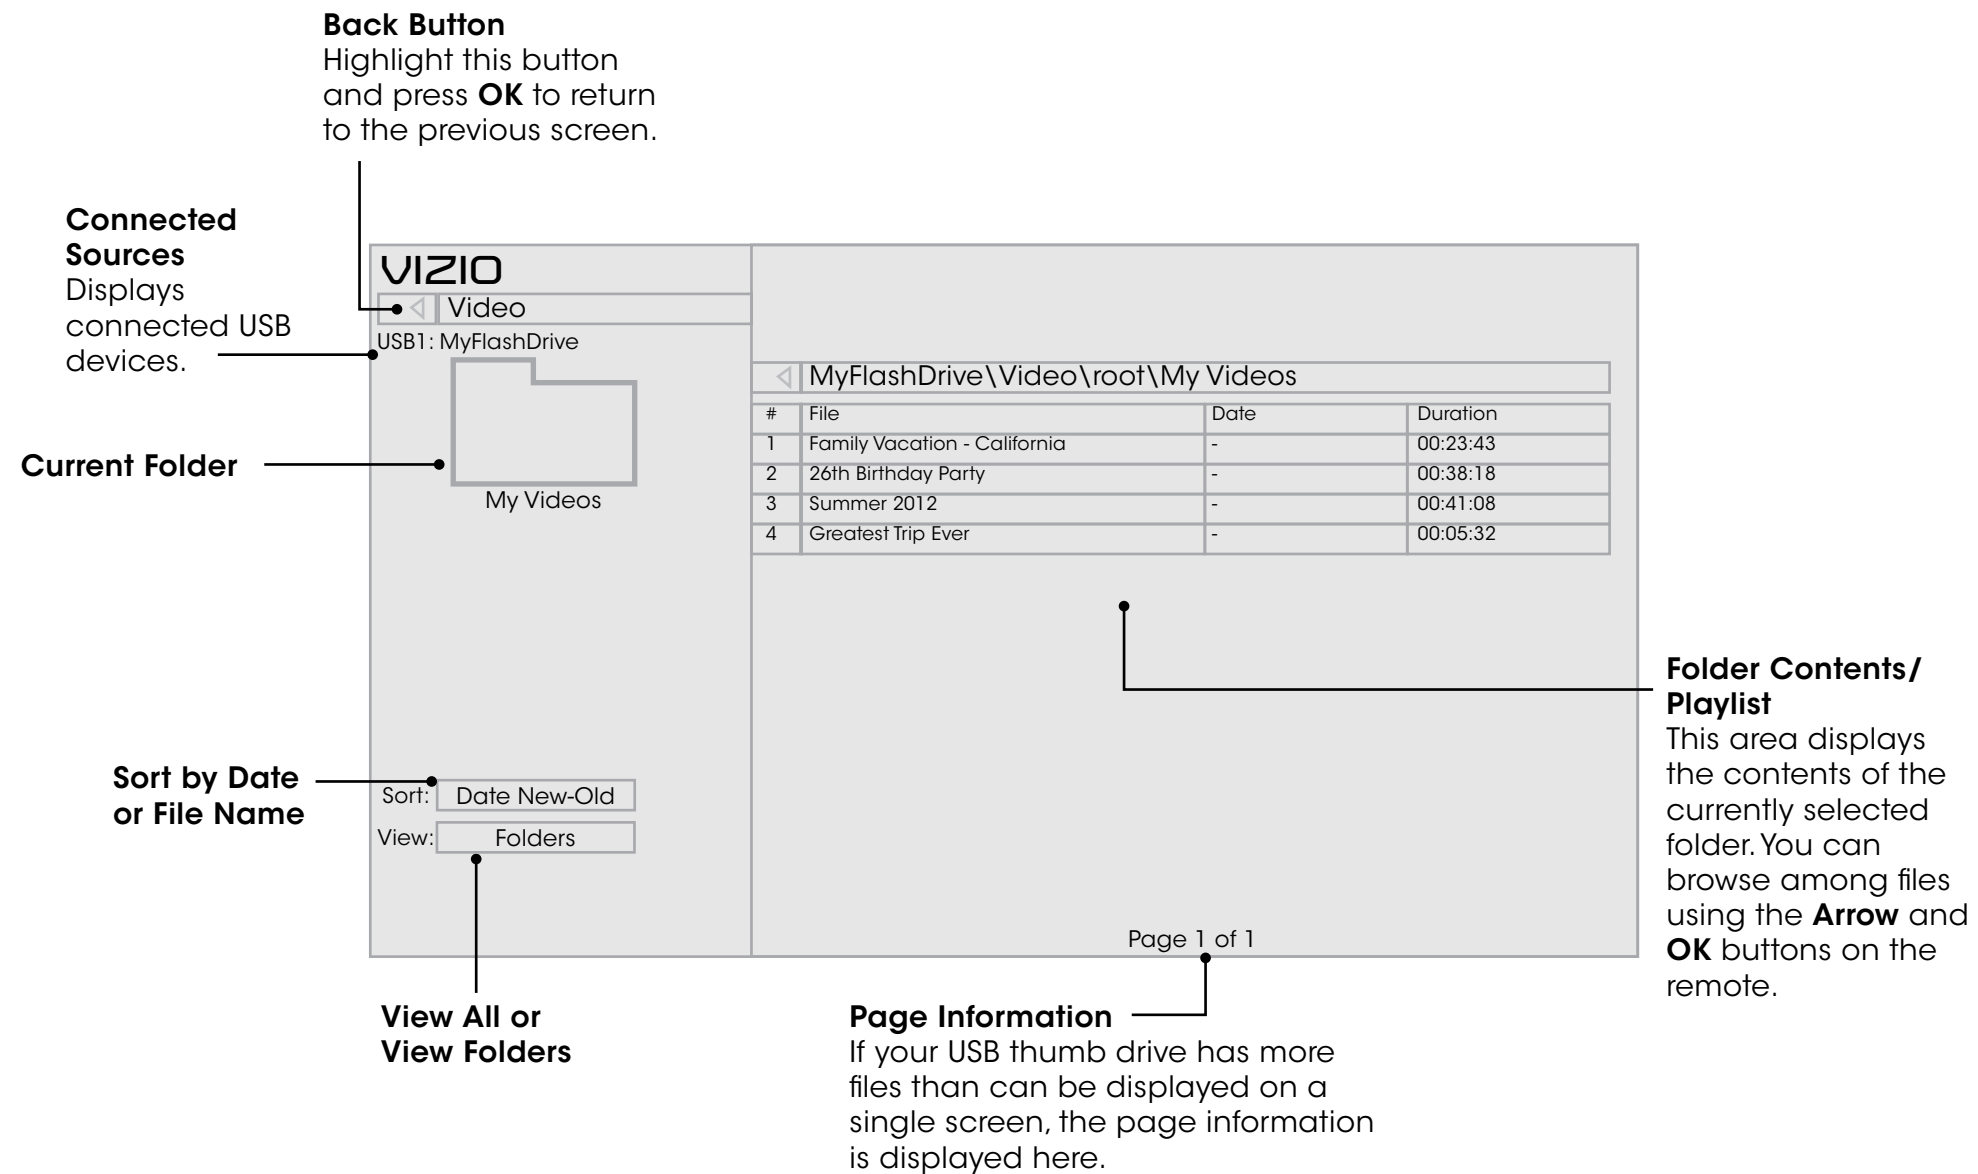 Back Button
Highlight this button
and press OK to return
to the previous screen.
Connected
Sources
Displays
connected USB
devices.
Current Folder
Sort by Date
or File Name
VIZIO
Video
USB1: MyFlashDrive
My Videos
Sort: Date New-Old
View: Folders
MyFlashDrive\Video\root\My Videos
# File Date Duration
1 Family Vacation - California - 00:23:43
2 26th Birthday Party - 00:38:18
3 Summer 2012 - 00:41:08
4 Greatest Trip Ever - 00:05:32
Page 1 of 1
Folder Contents/
Playlist
This area displays
the contents of the
currently selected
folder. You can
browse among files
using the Arrow and
OK buttons on the
remote.
View All or
View Folders
Page Information
If your USB thumb drive has more
files than can be displayed on a
single screen, the page information
is displayed here.